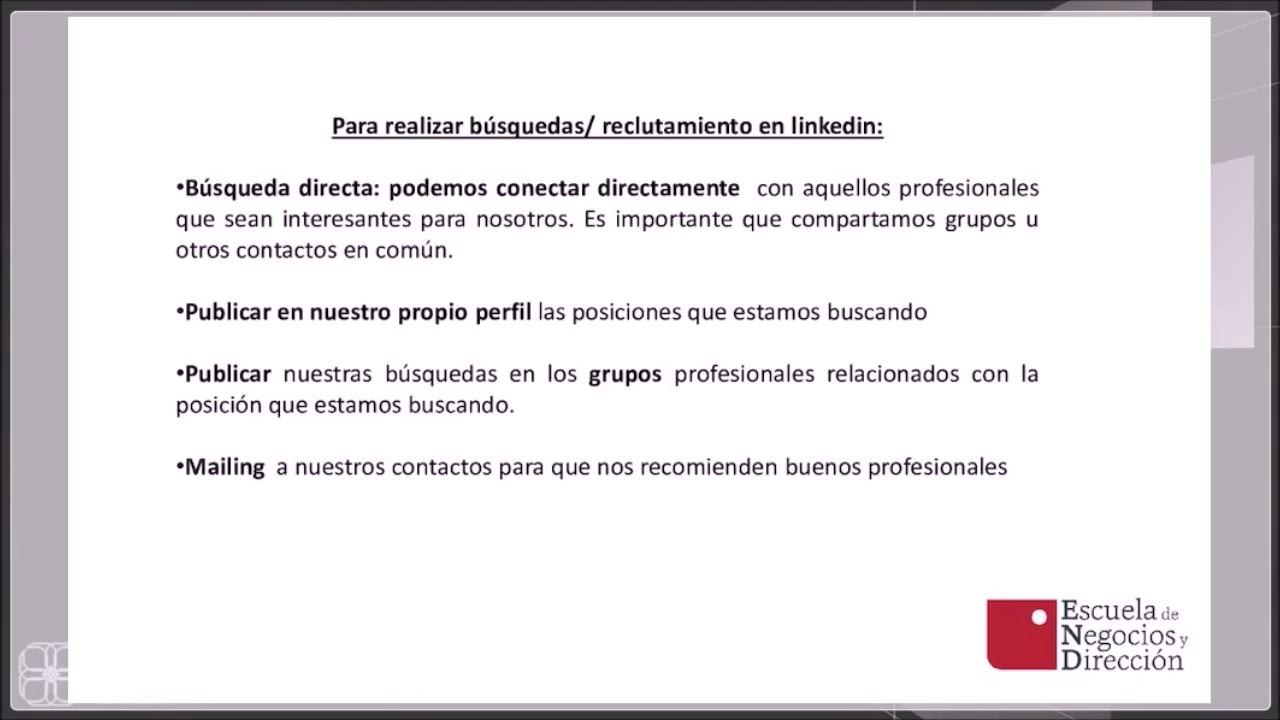 Para realizar búsquedas/ reclutamiento en linkedin:
•Búsqueda directa: podemos conectar directamente con aquellos profesionales
que sean interesantes para nosotros. Es importante que compartamos grupos u
otros contactos en común.
•Publicar en nuestro propio perfil las posiciones que estamos buscando
•Publicar nuestras búsquedas en los grupos profesionales relacionados con la
posición que estamos buscando.
•Mailing a nuestros contactos para que nos recomienden buenos profesionales
Escuela de
Negocios y
Dirección